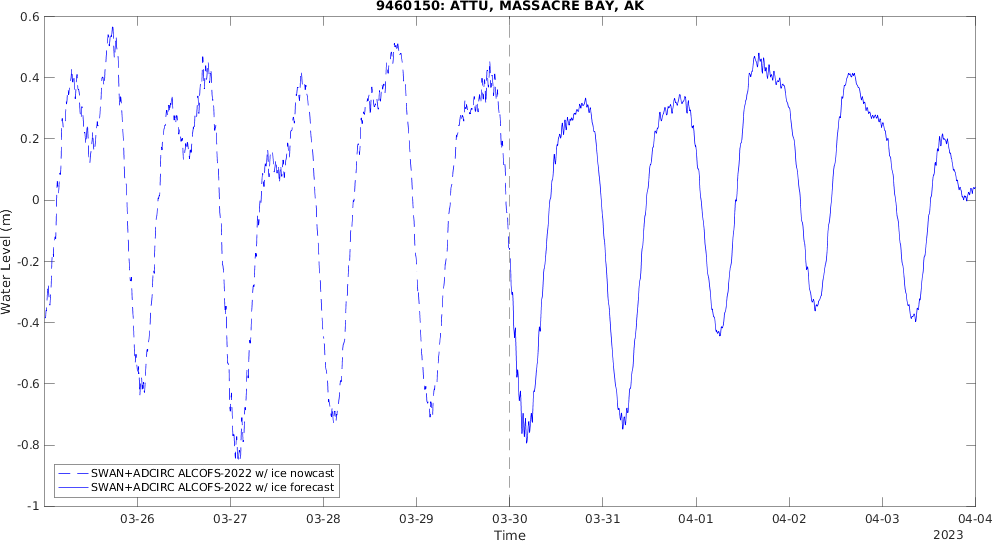 9460150: ATTU, MASSACRE BAY, AK
0.6
0.4
0.2
0
-0.2
-0.4
-0.6
-0.8
-1
Water Level (m)
SWAN+ADCIRC ALCOFS-2022 w/ ice nowcast
SWAN+ADCIRC ALCOFS-2022 w/ ice forecast
03-26 03-27 03-28 03-29 03-30 03-31 04-01 04-02 04-03 04-04
Time
2023